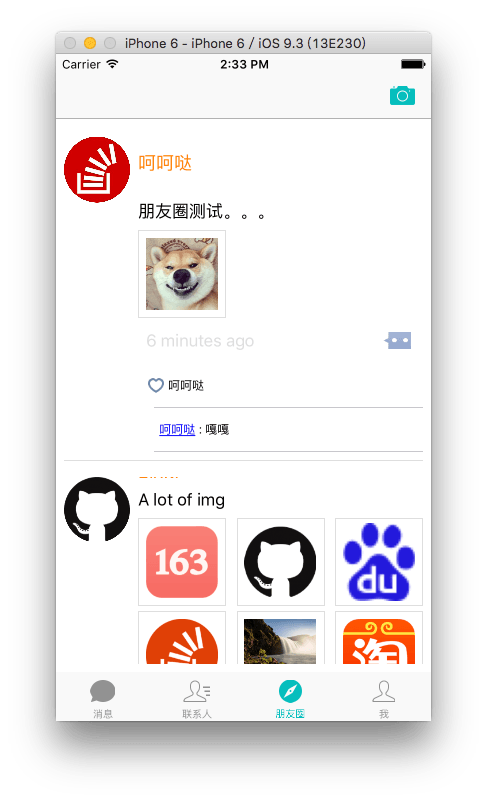 iPhone 6 - iPhone 6 / iOS 9.3 (13E230)
Carrier 2:33 PM
呵呵哒
朋友圈测试。。。
6 minutes ago
呵呵哒
呵呵哒 : 嘎嘎
A lot of img
163
du
淘
消息 联系人 朋友圈 我